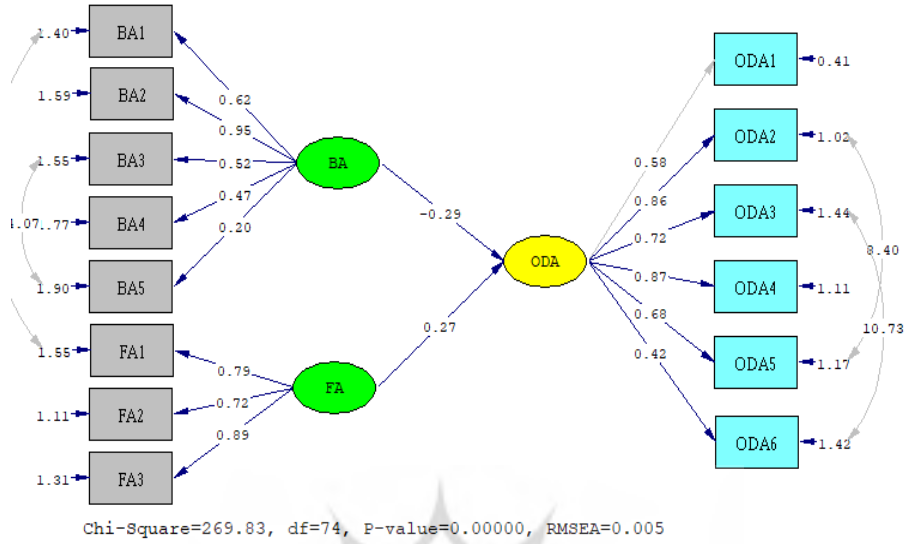 1.40 BA1
1.59 BA2
1.55 BA3
4.07 .77 BA4
1.90 BA5
1.55 FA1
1.11 FA2
1.31 FA3
0.62
0.95
0.52
0.47
0.20
BA
0.79
0.72
0.89
FA
-0.29
0.27
ODA
0.58
0.86
0.72
0.87
0.68
0.42
ODA1 0.41
ODA2 1.02
ODA3 1.44
ODA4 1.11
ODA5 1.17
ODA6 1.42
8.40
10.73
Chi-Square=269.83, df=74, P-value=0.00000, RMSEA=0.005